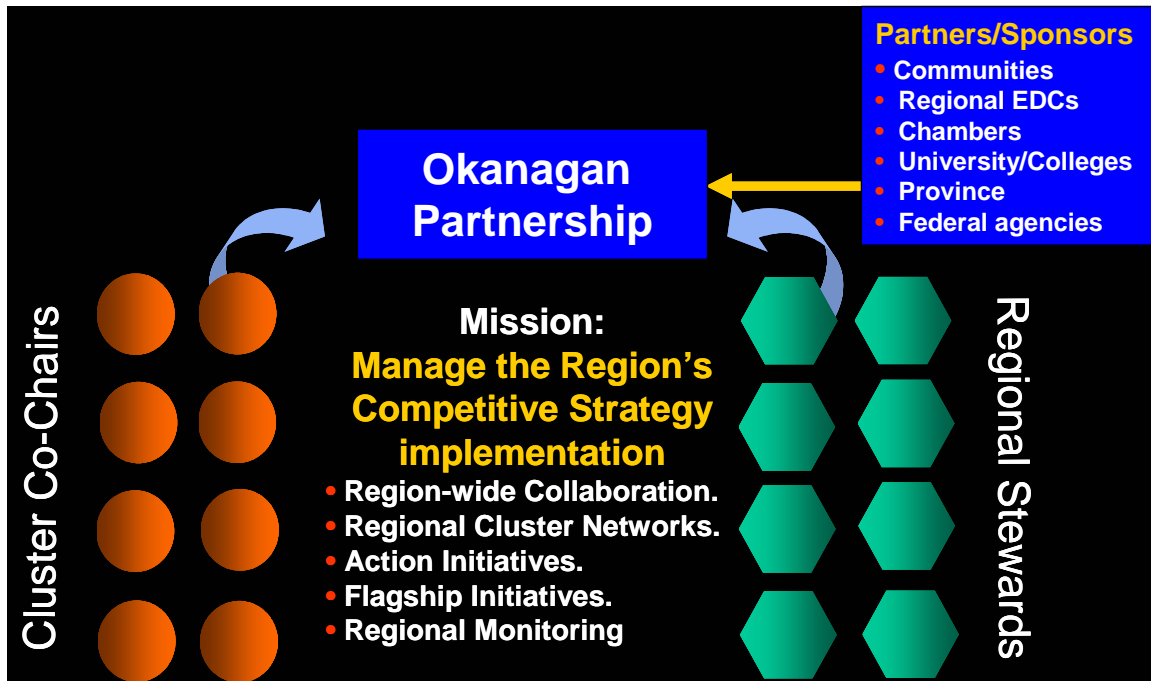 Partners/Sponsors
• Communities
• Regional EDCs
• Chambers
• University/Colleges
• Province
• Federal agencies
Okanagan
Partnership
Cluster Co-Chairs
Mission:
Manage the Region’s
Competitive Strategy
implementation
• Region-wide Collaboration.
• Regional Cluster Networks.
• Action Initiatives.
• Flagship Initiatives.
• Regional Monitoring
Regional Stewards